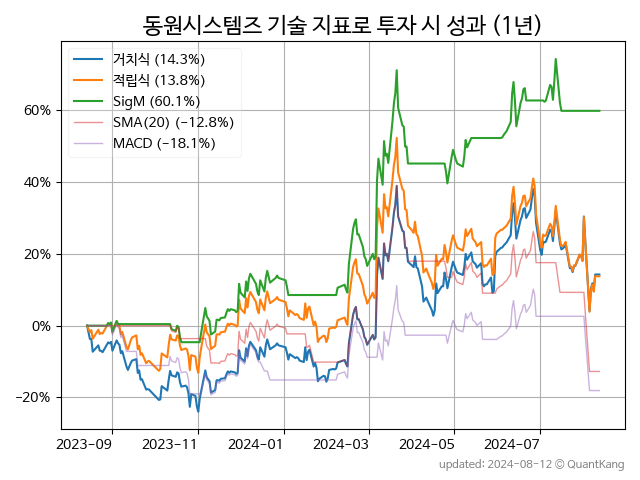 동원시스템즈 기술 지표로 투자 시 성과 (1년)
거치식 (14.3%)
적립식 (13.8%)
SigM (60.1%)
SMA(20) (−12.8%)
MACD (−18.1%)
60%
40%
20%
0%
−20%
2023-09 2023-11 2024-01 2024-03 2024-05 2024-07
updated: 2024-08-12 © QuantKang